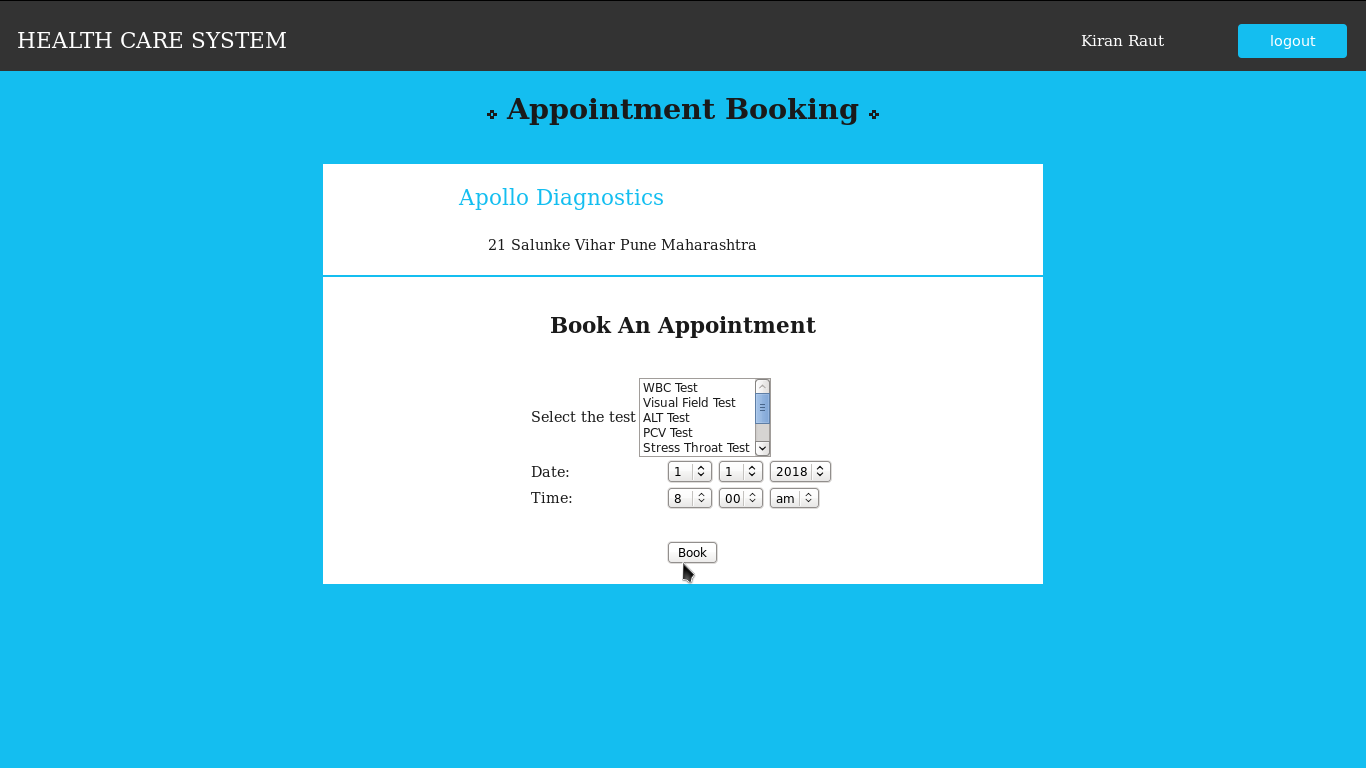 HEALTH CARE SYSTEM Kiran Raut logout
Appointment Booking
Apollo Diagnostics
21 Salunke Vihar Pune Maharashtra
Book An Appointment
WBC Test
Visual Field Test
Select the test ALT Test
PCV Test
Stress Throat Test
Date: 1 1 2018
Time: 8 00 am
Book